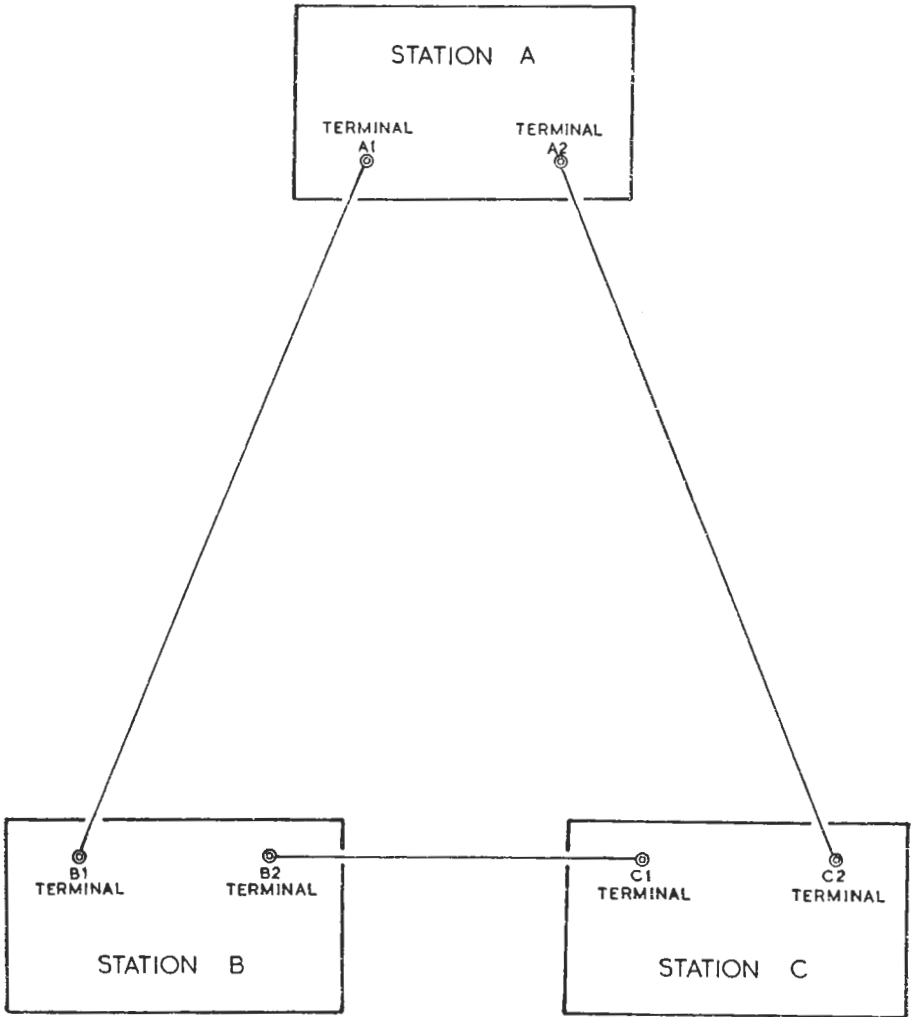 STATION A
TERMINAL
A1
TERMINAL
A2
B1
TERMINAL
B2
TERMINAL
C1
TERMINAL
C2
TERMINAL
STATION B
STATION C